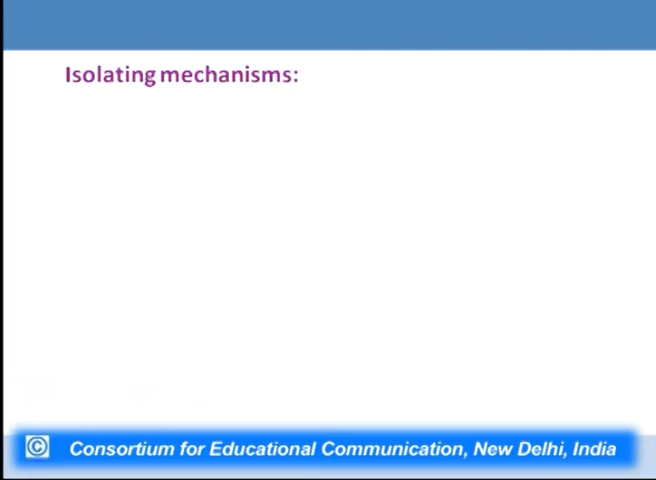 Isolating mechanisms:
© Consortium for Educational Communication, New Delhi, India